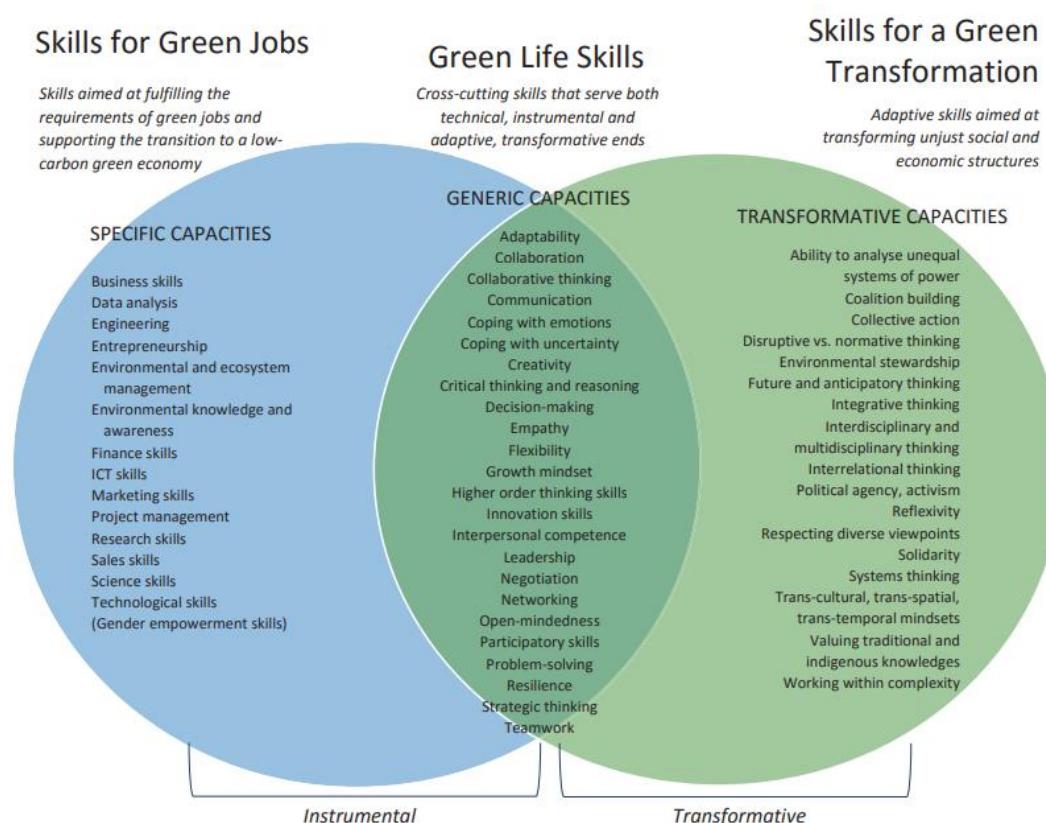 Skills for Green Jobs
Skills aimed at fulfilling the
requirements of green jobs and
supporting the transition to a low-
carbon green economy
Green Life Skills
Cross-cutting skills that serve both
technical, instrumental and
adaptive, transformative ends
Skills for a Green
Transformation
Adaptive skills aimed at
transforming unjust social and
economic structures
SPECIFIC CAPACITIES
Business skills
Data analysis
Engineering
Entrepreneurship
Environmental and ecosystem
management
Environmental knowledge and
awareness
Finance skills
ICT skills
Marketing skills
Project management
Research skills
Sales skills
Science skills
Technological skills
(Gender empowerment skills)
GENERIC CAPACITIES
Adaptability
Collaboration
Collaborative thinking
Communication
Coping with emotions
Coping with uncertainty
Creativity
Critical thinking and reasoning
Decision-making
Empathy
Flexibility
Growth mindset
Higher order thinking skills
Innovation skills
Interpersonal competence
Leadership
Negotiation
Networking
Open-mindedness
Participatory skills
Problem-solving
Resilience
Strategic thinking
Teamwork
TRANSFORMATIVE CAPACITIES
Ability to analyse unequal
systems of power
Coalition building
Collective action
Disruptive vs. normative thinking
Environmental stewardship
Future and anticipatory thinking
Integrative thinking
Interdisciplinary and
multidisciplinary thinking
Interrelational thinking
Political agency, activism
Reflexivity
Respecting diverse viewpoints
Solidarity
Systems thinking
Trans-cultural, trans-spatial,
trans-temporal mindsets
Valuing traditional and
indigenous knowledges
Working within complexity
Instrumental
Transformative